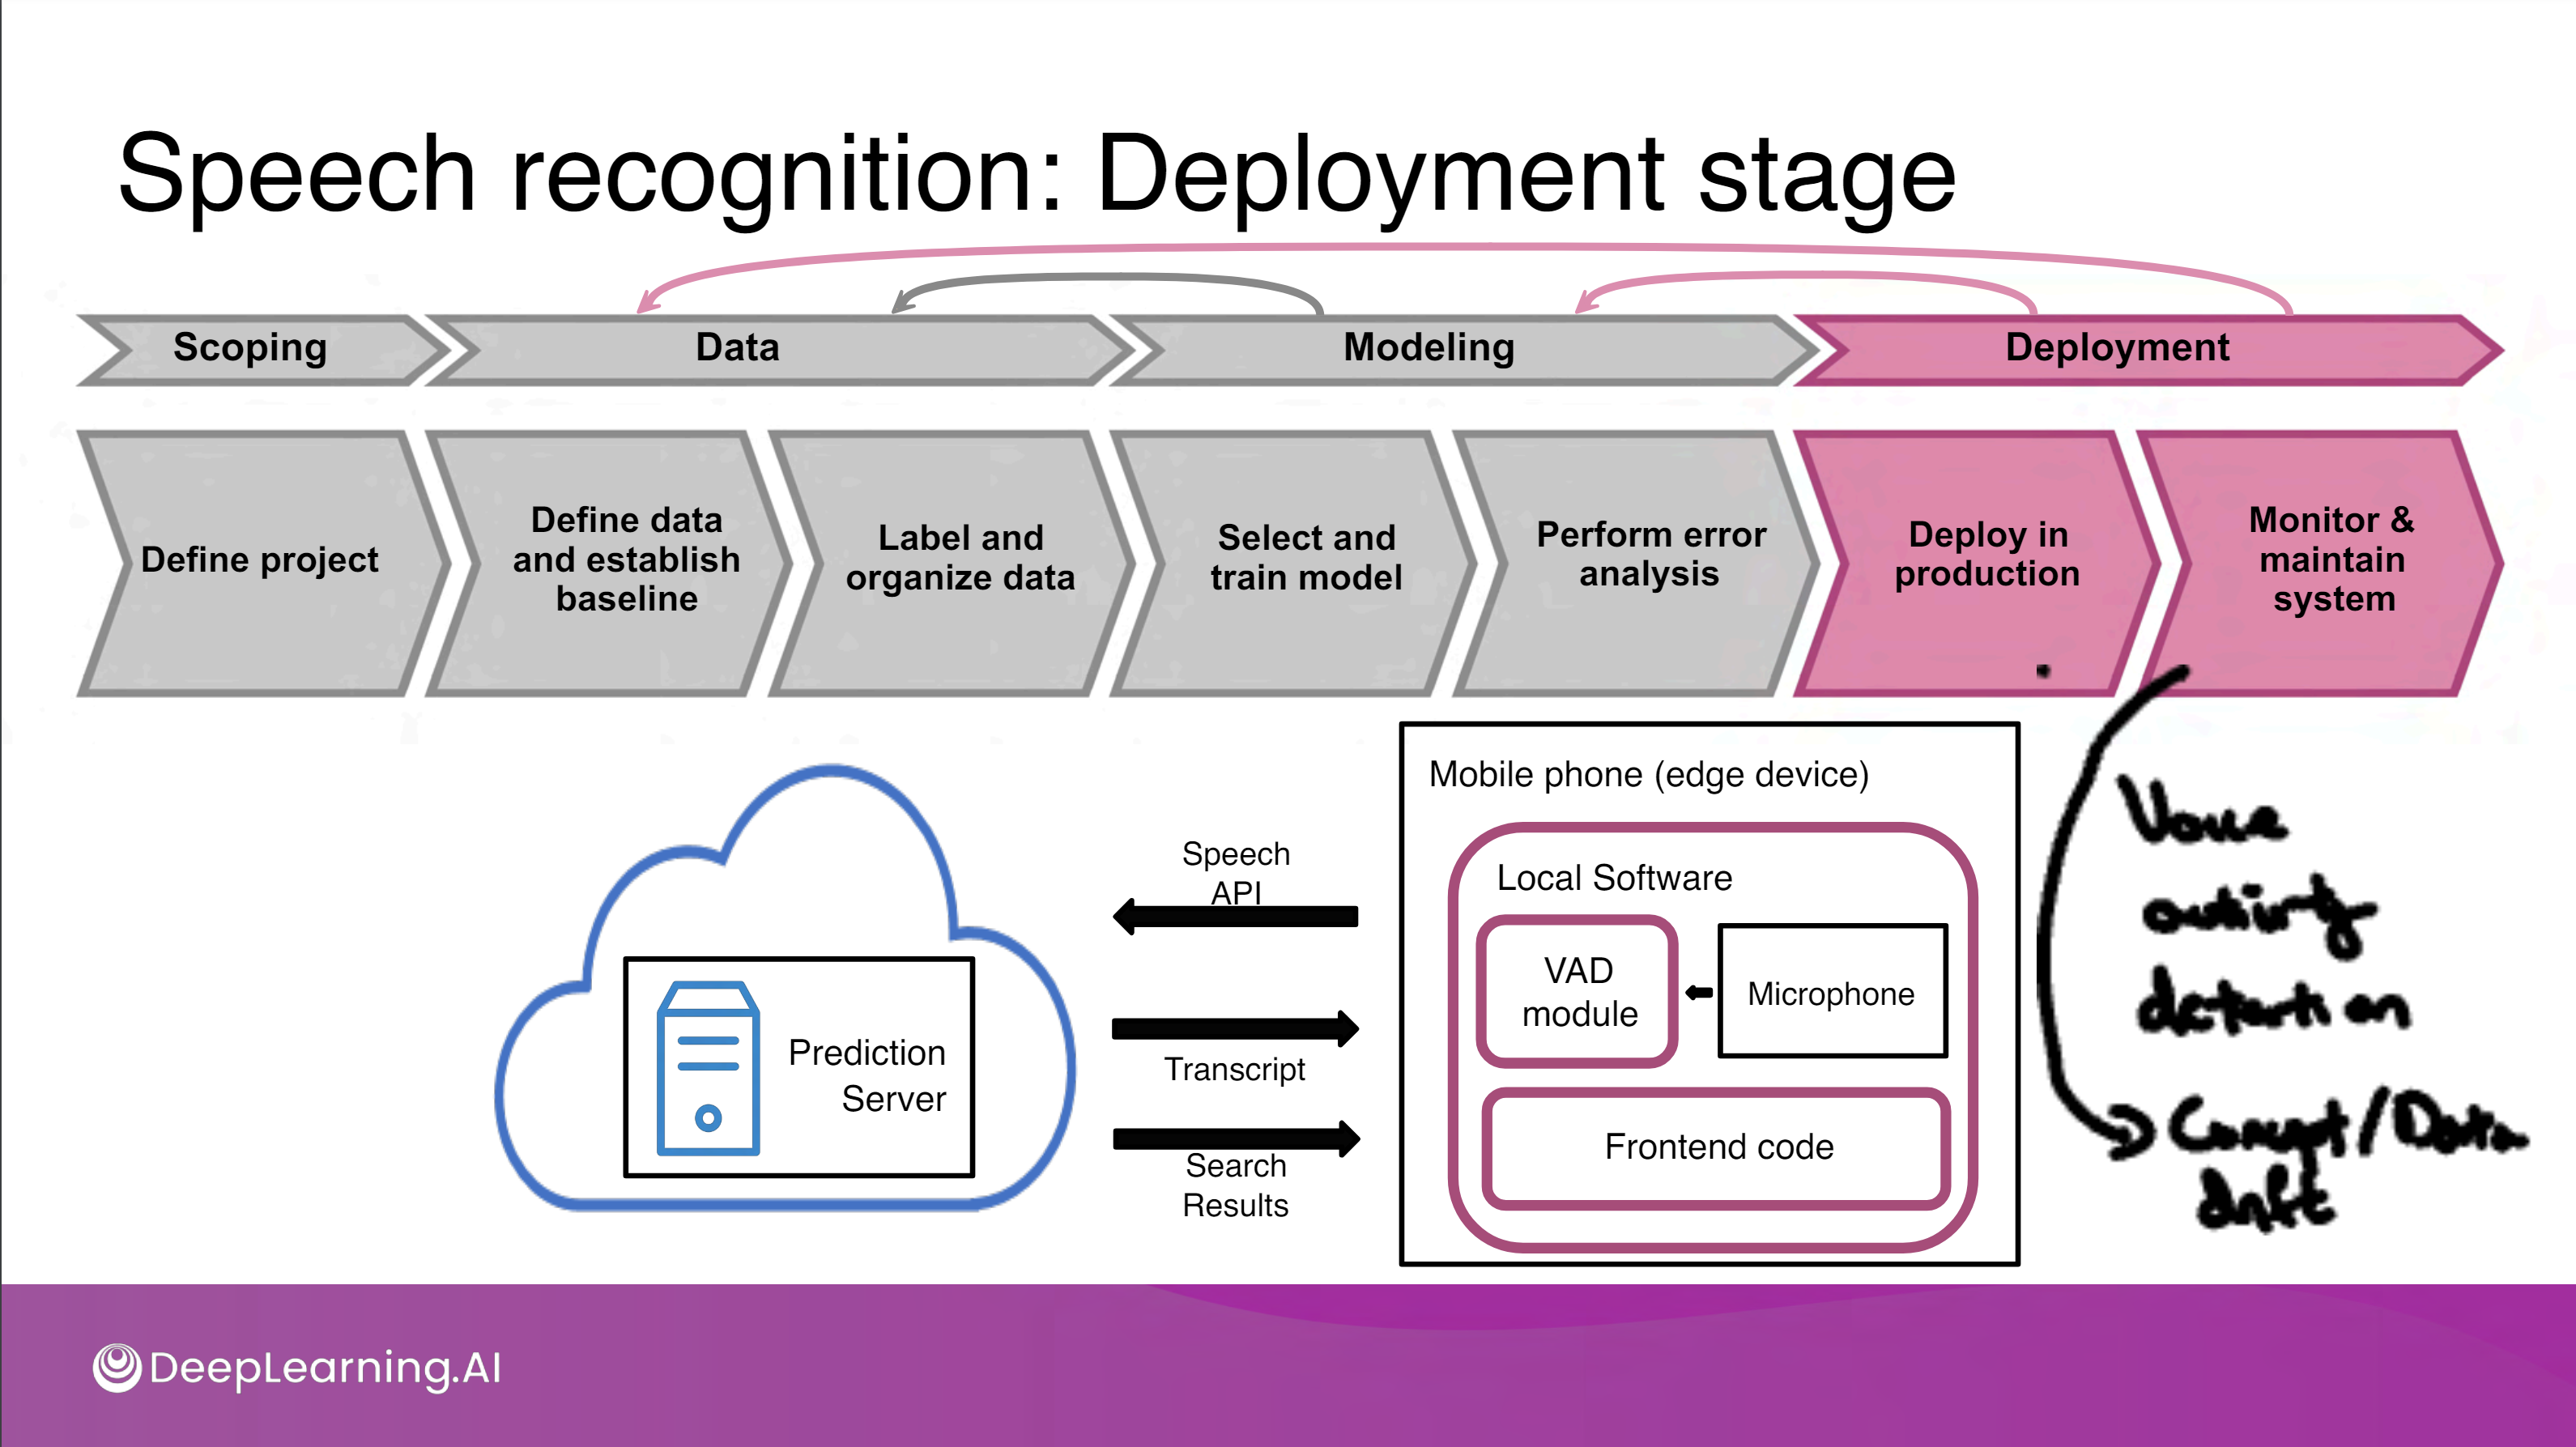 Speech recognition: Deployment stage
Scoping
Data
Modeling
Deployment
Define project
Define data
and establish
baseline
Label and
organize data
Select and
train model
Perform error
analysis
Deploy in
production
Monitor &
maintain
system
Prediction
Server
Speech
API
Transcript
Search
Results
Mobile phone (edge device)
Local Software
VAD
module
Microphone
Frontend code
Voice
activity
detection
Concept/Data
drift
DeepLearning.AI